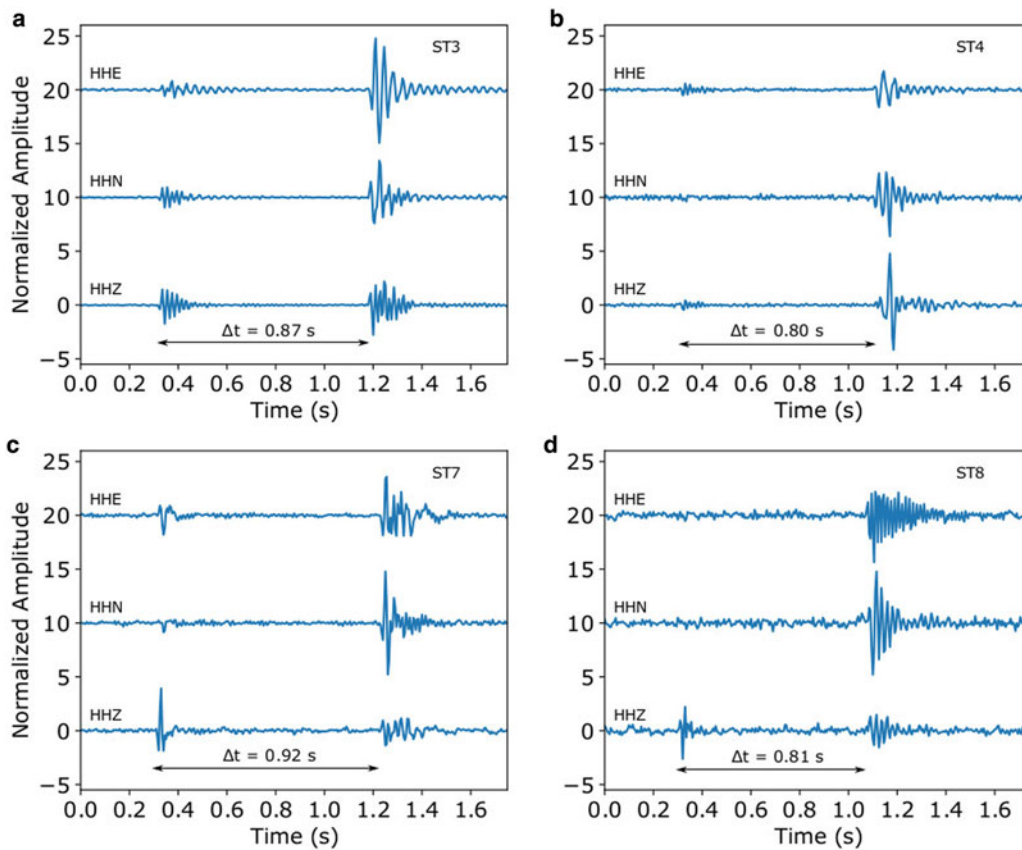 a
ST3
HHE
HHN
HHZ
Δt = 0.87 s
25
20
15
10
5
0
−5
0.0 0.2 0.4 0.6 0.8 1.0 1.2 1.4 1.6
Normalized Amplitude
Time (s)
b
ST4
HHE
HHN
HHZ
Δt = 0.80 s
25
20
15
10
5
0
−5
0.0 0.2 0.4 0.6 0.8 1.0 1.2 1.4 1.6
Time (s)
c
ST7
HHE
HHN
HHZ
Δt = 0.92 s
25
20
15
10
5
0
−5
0.0 0.2 0.4 0.6 0.8 1.0 1.2 1.4 1.6
Normalized Amplitude
Time (s)
d
ST8
HHE
HHN
HHZ
Δt = 0.81 s
25
20
15
10
5
0
−5
0.0 0.2 0.4 0.6 0.8 1.0 1.2 1.4 1.6
Time (s)